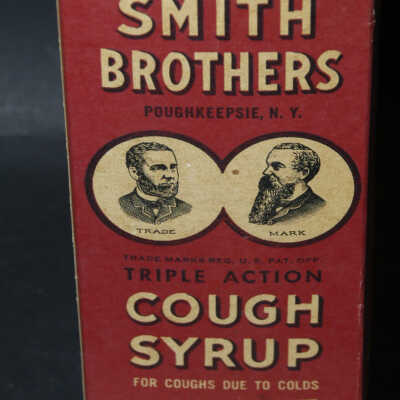 SMITH
BROTHERS
POUGHKEEPSIE, N. Y.
TRADE MARK
TRADE MARKS REG. U. S. PAT. OFF.
TRIPLE ACTION
COUGH
SYRUP
FOR COUGHS DUE TO COLDS